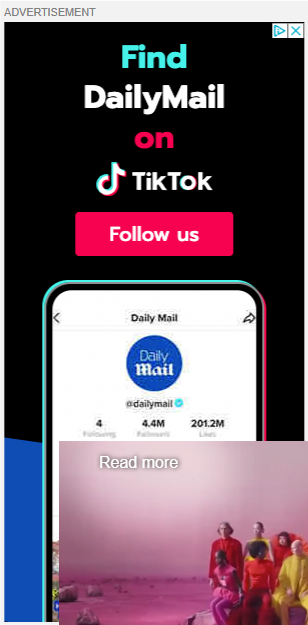 ADVERTISEMENT
Find
DailyMail
on
TikTok
Follow us
Daily Mail
Daily
Mail
@dailymail
4 4.4M 201.2M
Following Followers Likes
Read more